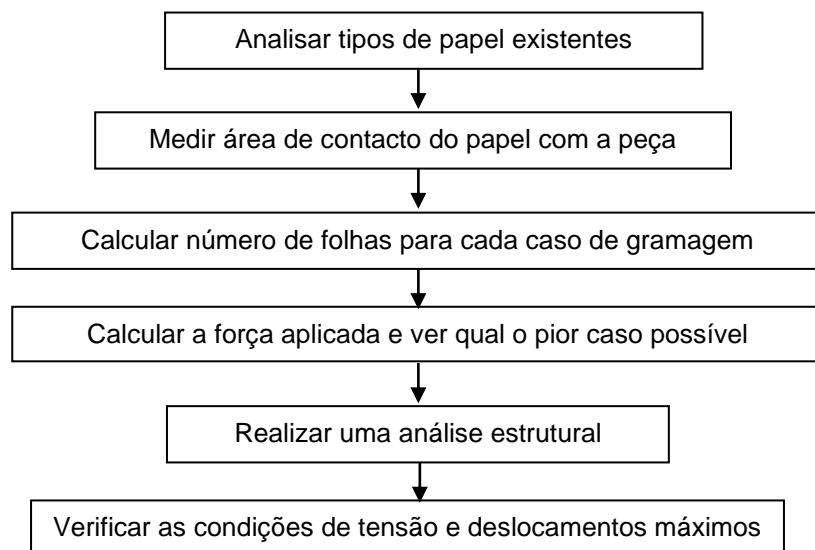 Analisar tipos de papel existentes
Medir área de contacto do papel com a peça
Calcular número de folhas para cada caso de gramagem
Calcular a força aplicada e ver qual o pior caso possível
Realizar uma análise estrutural
Verificar as condições de tensão e deslocamentos máximos